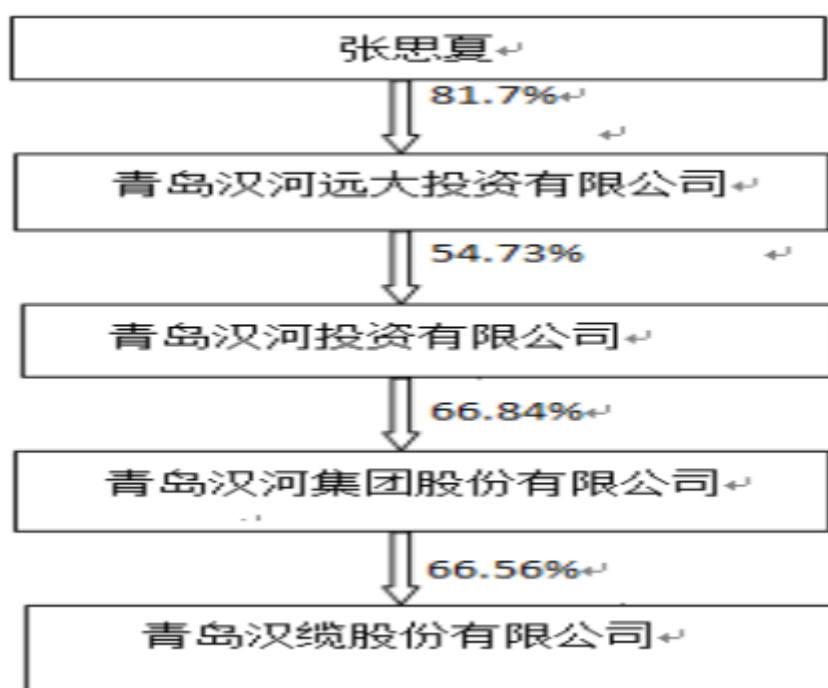 张思夏
81.7%
青岛汉河远大投资有限公司
54.73%
青岛汉河投资有限公司
66.84%
青岛汉河集团股份有限公司
66.56%
青岛汉缆股份有限公司